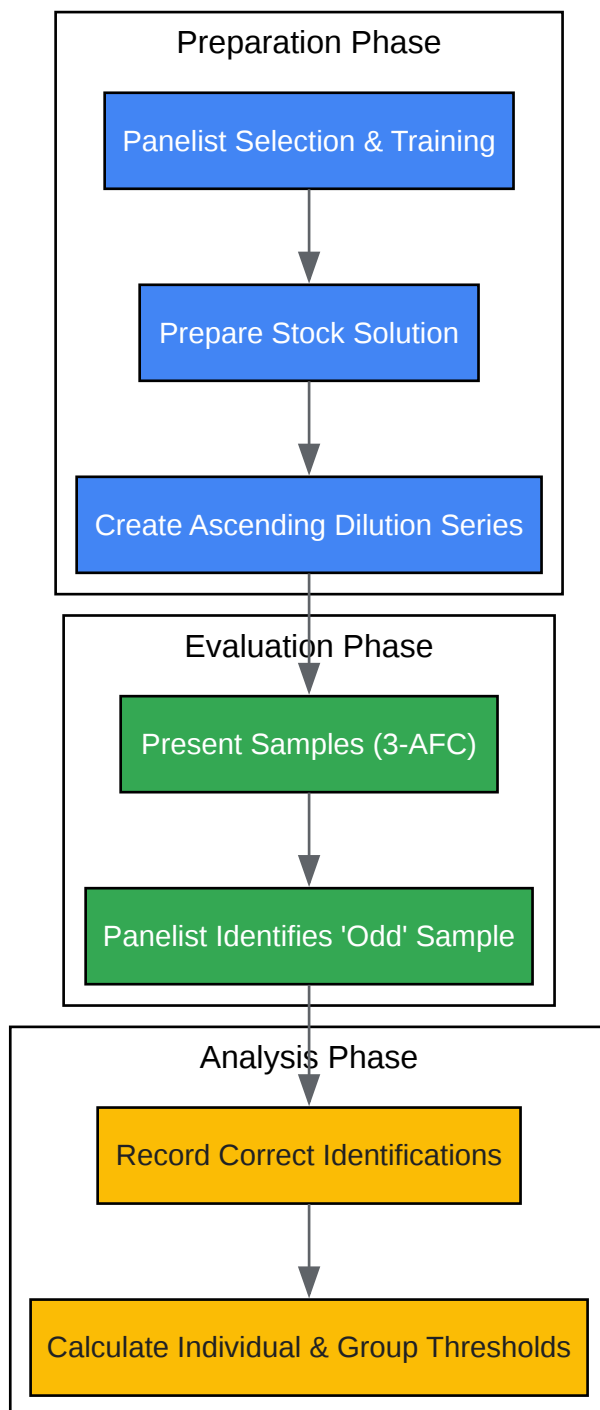 Preparation Phase
Panelist Selection & Training
Prepare Stock Solution
Create Ascending Dilution Series
Evaluation Phase
Present Samples (3-AFC)
Panelist Identifies 'Odd' Sample
Analysis Phase
Record Correct Identifications
Calculate Individual & Group Thresholds